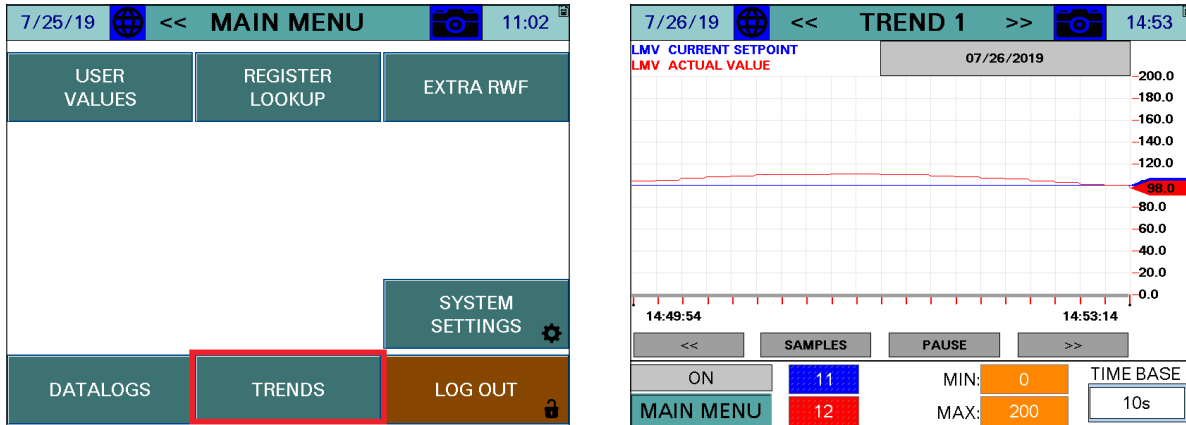 7/25/19 << MAIN MENU 11:02
USER
VALUES
REGISTER
LOOKUP
EXTRA RWF
SYSTEM
SETTINGS
DATALOGS
TRENDS
LOG OUT
7/26/19 << TREND 1 >> 14:53
LMV CURRENT SETPOINT
LMV ACTUAL VALUE
07/26/2019
200.0
180.0
160.0
140.0
120.0
98.0
80.0
60.0
40.0
20.0
0.0
14:49:54 14:53:14
<< SAMPLES PAUSE >>
ON 11 MIN: 0 TIME BASE
MAIN MENU 12 MAX: 200 10s